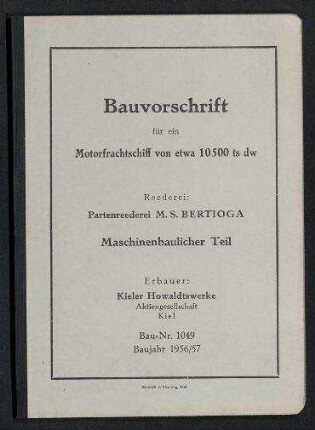 Bauvorschrift
für ein
Motorfrachtschiff von etwa 10500 ts dw
Reederei:
Partenreederei M. S. BERTIOGA
Maschinenbaulicher Teil
Erbauer:
Kieler Howaldtswerke
Aktiengesellschaft
Kiel
Bau-Nr. 1049
Baujahr 1956/57